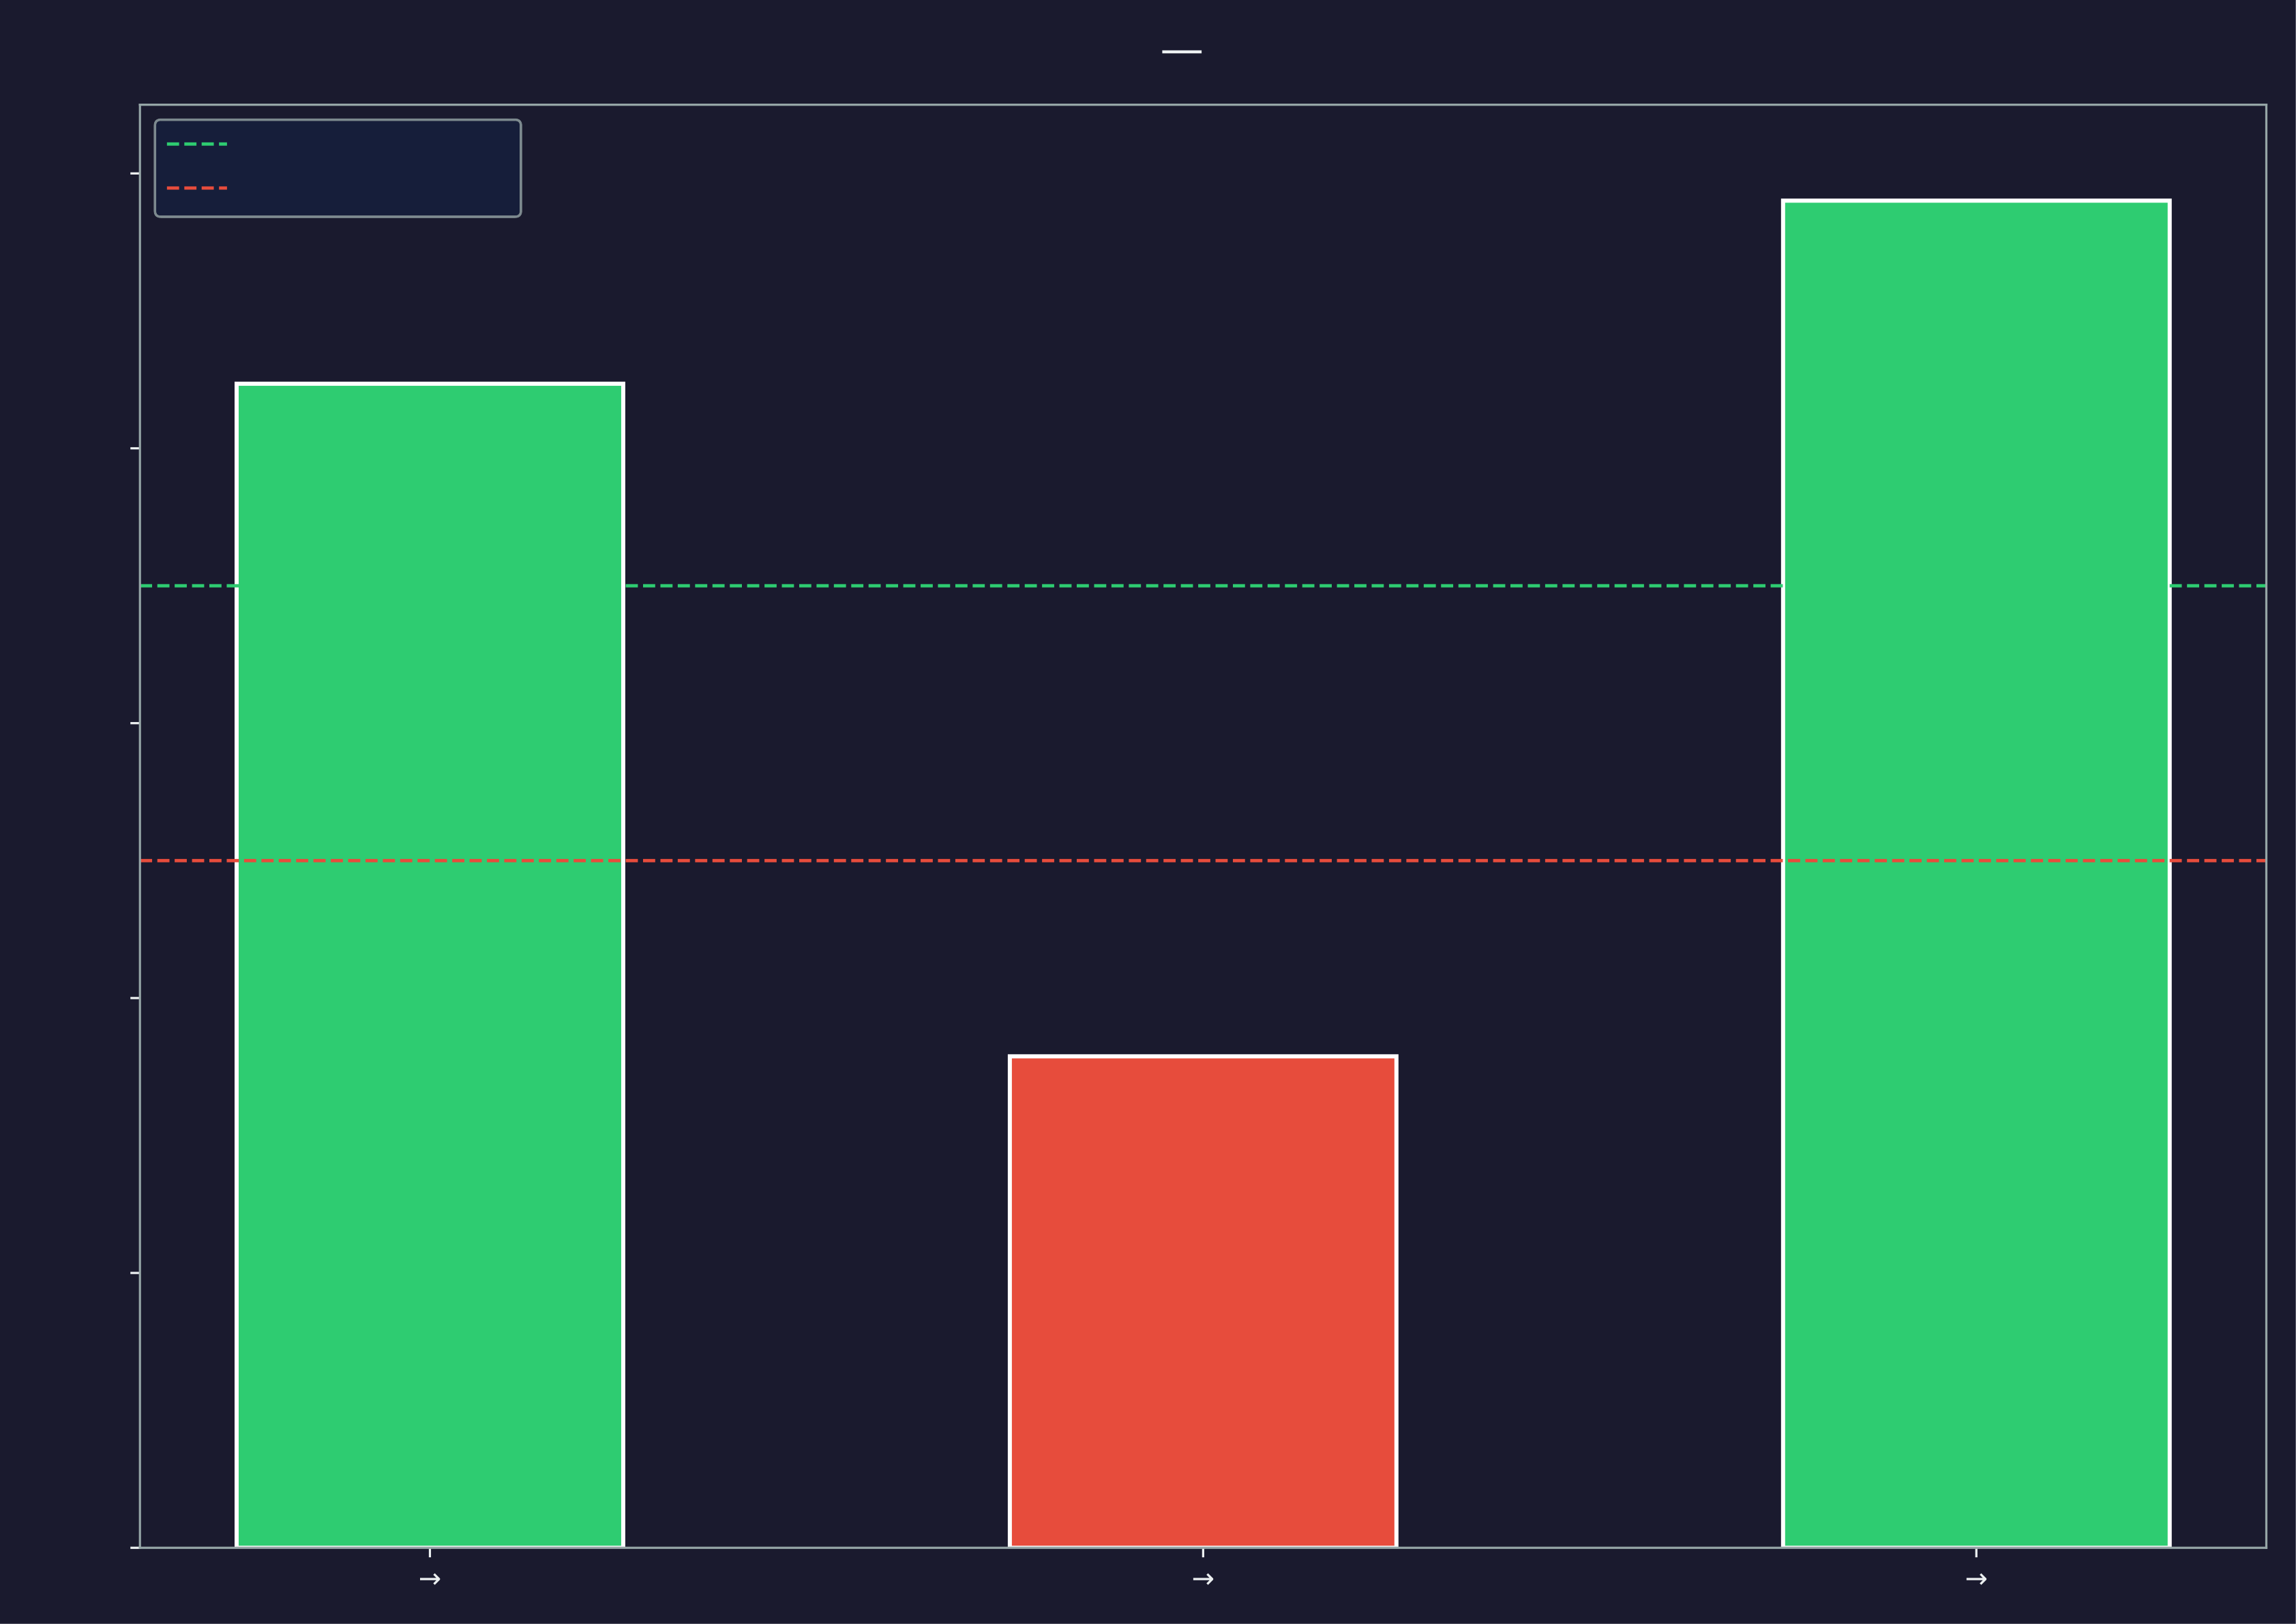 —
→ → →